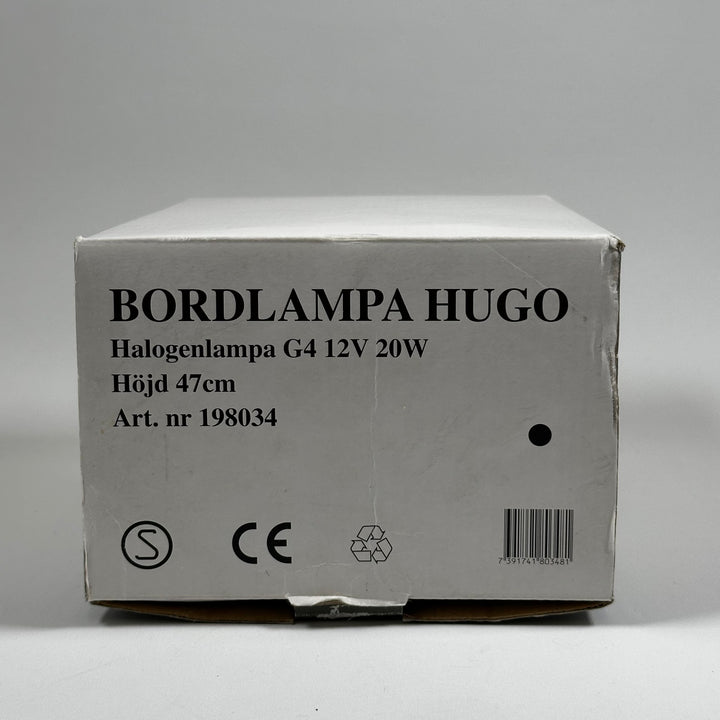 BORDLAMPA HUGO
Halogenlampa G4 12V 20W
Höjd 47cm
Art. nr 198034
S
CE
7 391741 803481